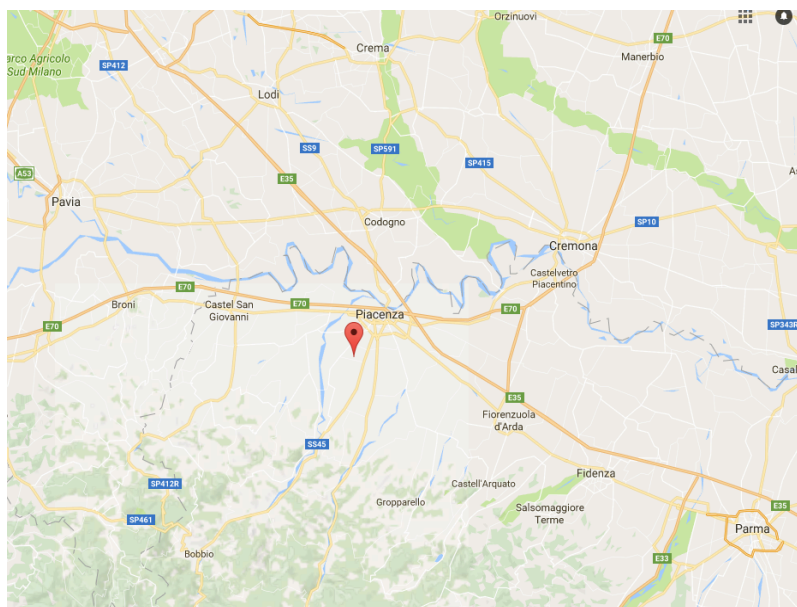 Orzinuovi
Crema
E70
Manerbio
arco Agricolo
Sud Milano
SP412
Lodi
SS9
SP591
SP415
A53
E35
A
Pavia
Codogno
SP10
Cremona
Castelvetro
Piacentino
E70
Broni
Castel San
Giovanni
E70
Piacenza
E70
E70
SP343R
Casal
E35
Fiorenzuola
d'Arda
SS45
Fidenza
SP412R
Castell'Arquato
Gropparello
Salsomaggiore
Terme
E35
SP461
Parma
Bobbio
E33